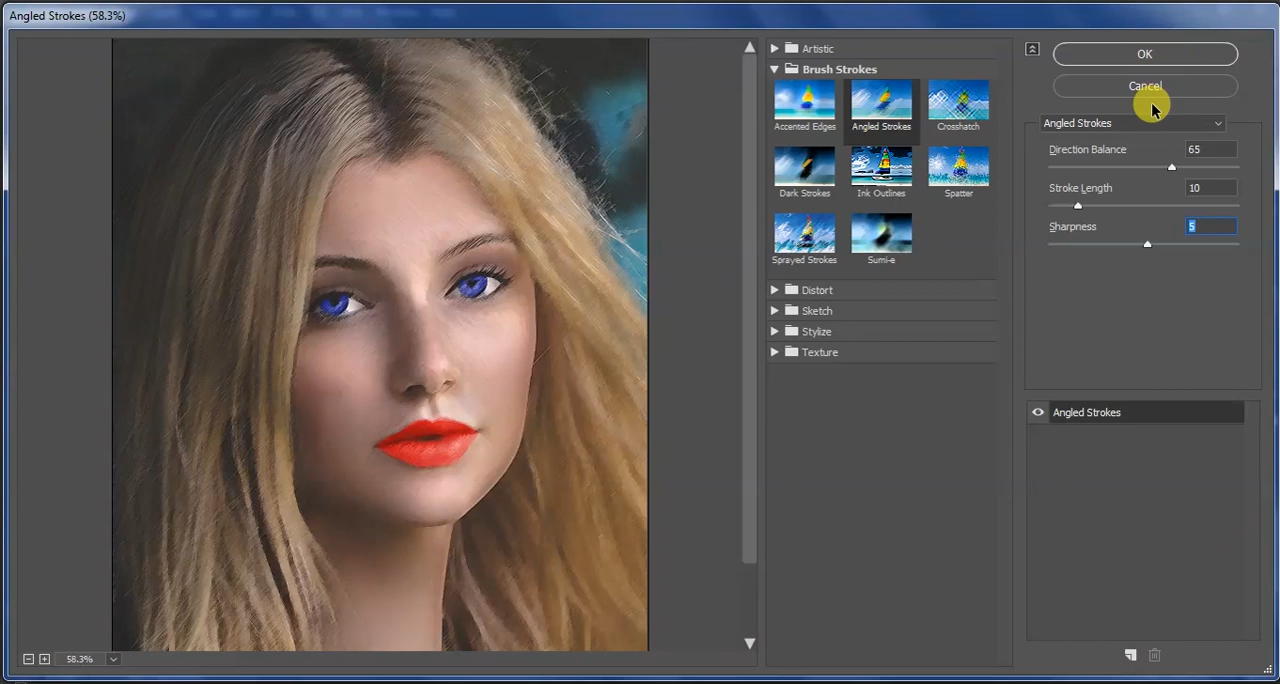 Angled Strokes (58.3%)
Artistic
Brush Strokes
Accented Edges
Angled Strokes
Crosshatch
Dark Strokes
Ink Outlines
Spatter
Sprayed Strokes
Sumi-e
Distort
Sketch
Stylize
Texture
OK
Cancel
Angled Strokes
Direction Balance 65
Stroke Length 10
Sharpness 5
Angled Strokes
58.3%